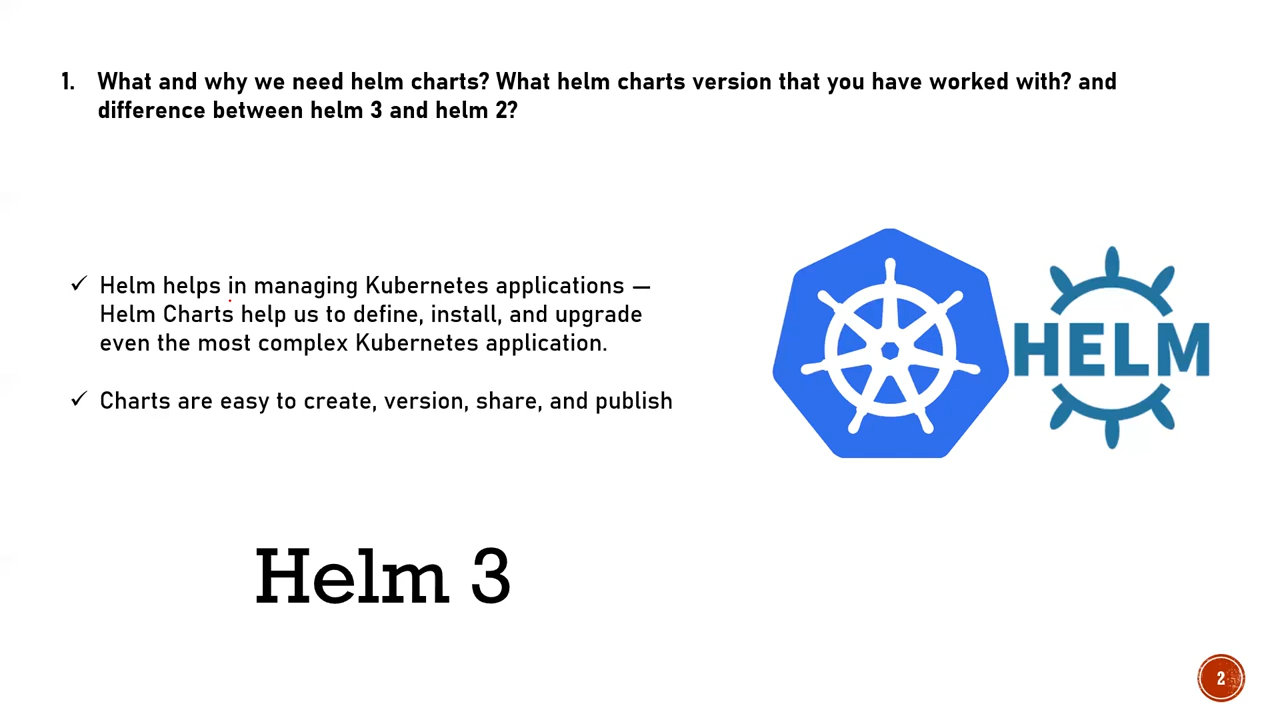 1. What and why we need helm charts? What helm charts version that you have worked with? and
difference between helm 3 and helm 2?
✓ Helm helps in managing Kubernetes applications —
Helm Charts help us to define, install, and upgrade
even the most complex Kubernetes application.
✓ Charts are easy to create, version, share, and publish
HELM
Helm 3
2